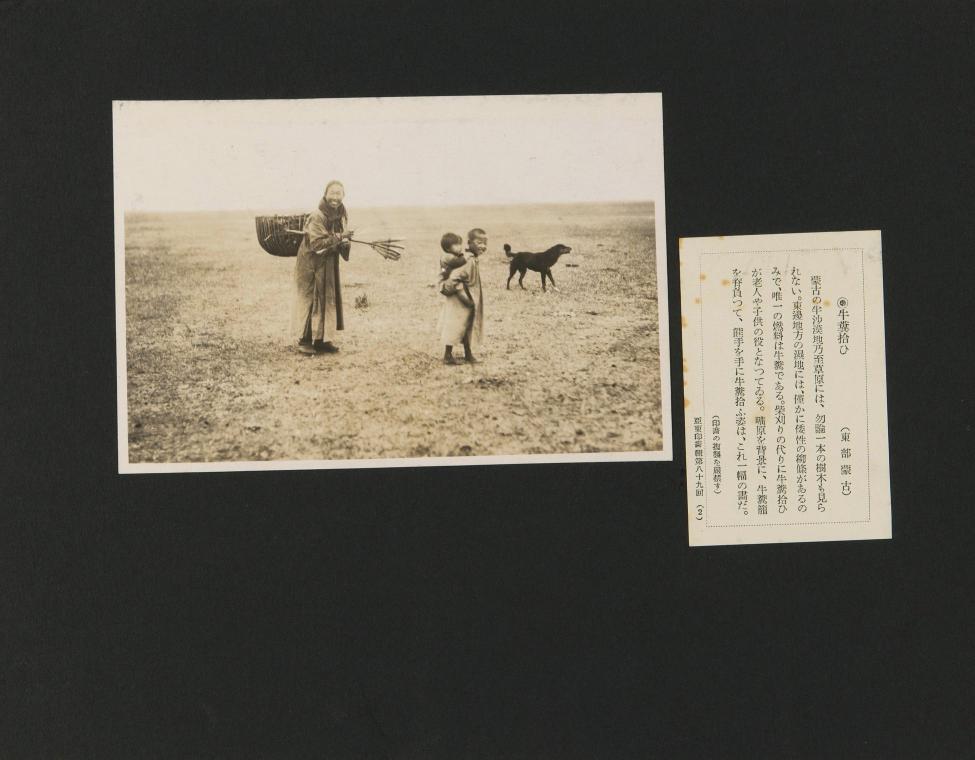 牛糞拾ひ
（東部蒙古）
蒙古の半沙漠地乃至草原には、勿論一本の樹木も見ら
れない。東邊地方の濕地には、僅かに矮性の柳條があるの
みで、唯一の燃料は牛糞である。柴刈りの代りに牛糞拾ひ
が老人や子供の役となつてゐる。曠原を背景に、牛糞籠
を脊負つて、熊手を手に牛糞拾ふ姿は、これ一幅の畫だ。
（印畫の複製を嚴禁す）
亞東印畫輯第八十九回（2）